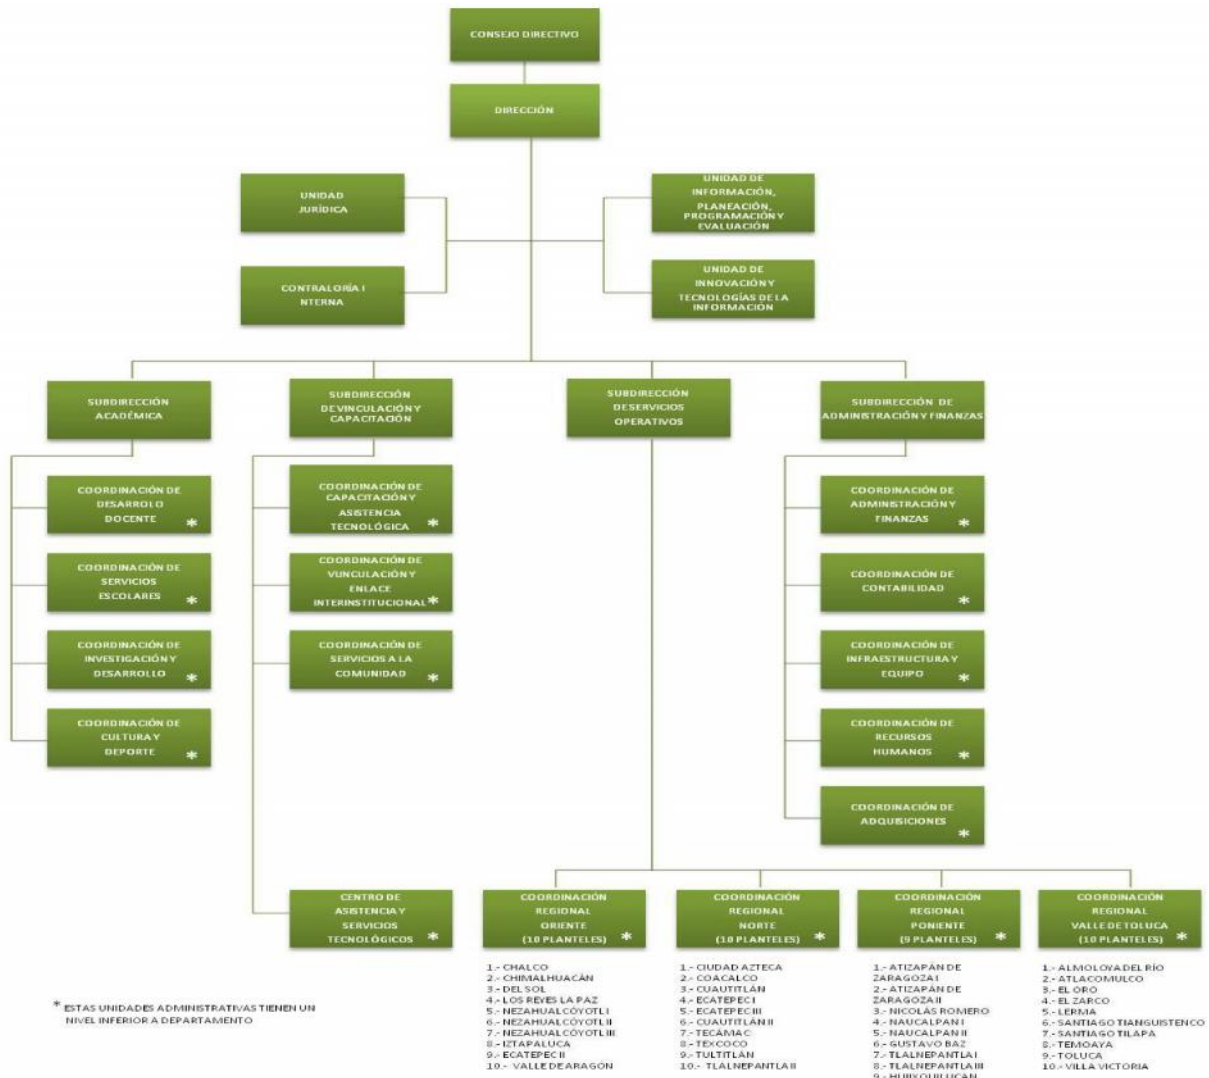 CONSEJO DIRECTIVO
DIRECCIÓN
UNIDAD
JURÍDICA
UNIDAD DE
INFORMACIÓN,
PLANEACIÓN,
PROGRAMACIÓN Y
EVALUACIÓN
CONTRALORÍA I
NTERNA
UNIDAD DE
INNOVACIÓN Y
TECNOLOGÍAS DE LA
INFORMACIÓN
SUBDIRECCIÓN
ACADÉMICA
SUBDIRECCIÓN
DE VINCULACIÓN Y
CAPACITACIÓN
SUBDIRECCIÓN
DE SERVICIOS
OPERATIVOS
SUBDIRECCIÓN DE
ADMINISTRACIÓN Y FINANZAS
COORDINACIÓN DE
DESARROLO
DOCENTE *
COORDINACIÓN DE
SERVICIOS
ESCOLARES *
COORDINACIÓN DE
INVESTIGACIÓN Y
DESARROLLO *
COORDINACIÓN DE
CULTURA Y
DEPORTE *
COORDINACIÓN DE
CAPACITACIÓN Y
ASISTENCIA
TECNOLÓGICA *
COORDINACIÓN DE
VUNCULACIÓN Y
ENLACE
INTERINSTITUCIONAL *
COORDINACIÓN DE
SERVICIOS A LA
COMUNIDAD *
COORDINACIÓN DE
ADMINISTRACIÓN Y
FINANZAS *
COORDINACIÓN DE
CONTABILIDAD *
COORDINACIÓN DE
INFRAESTRUCTURA Y
EQUIPO *
COORDINACIÓN DE
RECURSOS
HUMANOS *
COORDINACIÓN DE
ADQUISICIONES *
CENTRO DE
ASISTENCIA Y
SERVICIOS
TECNOLÓGICOS *
COORDINACIÓN
REGIONAL
ORIENTE
(10 PLANTELES) *
COORDINACIÓN
REGIONAL
NORTE
(10 PLANTELES) *
COORDINACIÓN
REGIONAL
PONIENTE
(9 PLANTELES) *
COORDINACIÓN
REGIONAL
VALLE DE TOLUCA
(10 PLANTELES) *
1.- CHALCO
2.- CHIMALHUACÁN
3.- DEL SOL
4.- LOS REYES LA PAZ
5.- NEZAHUALCÓYOTL I
6.- NEZAHUALCÓYOTL II
7.- NEZAHUALCÓYOTL III
8.- IZTAPALUCA
9.- ECATEPEC II
10.- VALLE DE ARAGÓN
1.- CIUDAD AZTECA
2.- COACALCO
3.- CUAUTITLÁN
4.- ECATEPEC I
5.- ECATEPEC III
6.- CUAUTITLÁN II
7.- TECÁMAC
8.- TEXCOCO
9.- TULTITLÁN
10.- TLALNEPANTLA II
1.- ATIZAPÁN DE
ZARAGOZA I
2.- ATIZAPÁN DE
ZARAGOZA II
3.- NICOLÁS ROMERO
4.- NAUCALPAN I
5.- NAUCALPAN II
6.- GUSTAVO BAZ
7.- TLALNEPANTLA I
8.- TLALNEPANTLA III
9.- HUIXQUILUCAN
1.- ALMOLOYA DEL RÍO
2.- ATLACOMULCO
3.- EL ORO
4.- EL ZARCO
5.- LERMA
6.- SANTIAGO TIANGUISTENCO
7.- SANTIAGO TILAPA
8.- TEMOAYA
9.- TOLUCA
10.- VILLA VICTORIA
* ESTAS UNIDADES ADMINISTRATIVAS TIENEN UN
NIVEL INFERIOR A DEPARTAMENTO